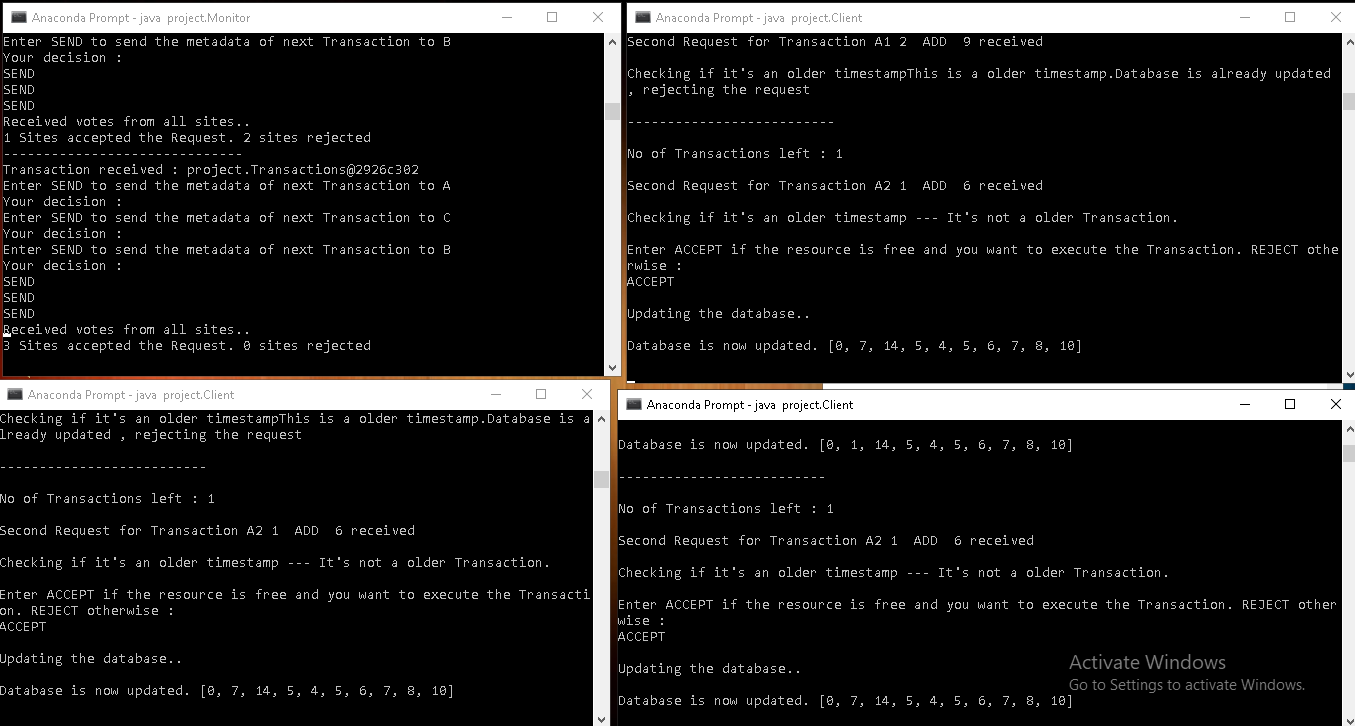 Anaconda Prompt - java project.Monitor
Enter SEND to send the metadata of next Transaction to B
Your decision :
SEND
SEND
SEND
Received votes from all sites..
1 Sites accepted the Request. 2 sites rejected
------------------------------
Transaction received : project.Transactions@2926c302
Enter SEND to send the metadata of next Transaction to A
Your decision :
Enter SEND to send the metadata of next Transaction to C
Your decision :
Enter SEND to send the metadata of next Transaction to B
Your decision :
SEND
SEND
SEND
Received votes from all sites..
3 Sites accepted the Request. 0 sites rejected
Anaconda Prompt - java project.Client
Second Request for Transaction A1 2  ADD  9 received
Checking if it's an older timestampThis is a older timestamp.Database is already updated
, rejecting the request
--------------------------
No of Transactions left : 1
Second Request for Transaction A2 1  ADD  6 received
Checking if it's an older timestamp --- It's not a older Transaction.
Enter ACCEPT if the resource is free and you want to execute the Transaction. REJECT othe
rwise :
ACCEPT
Updating the database..
Database is now updated. [0, 7, 14, 5, 4, 5, 6, 7, 8, 10]
Anaconda Prompt - java project.Client
Checking if it's an older timestampThis is a older timestamp.Database is a
lready updated , rejecting the request
--------------------------
No of Transactions left : 1
Second Request for Transaction A2 1  ADD  6 received
Checking if it's an older timestamp --- It's not a older Transaction.
Enter ACCEPT if the resource is free and you want to execute the Transacti
on. REJECT otherwise :
ACCEPT
Updating the database..
Database is now updated. [0, 7, 14, 5, 4, 5, 6, 7, 8, 10]
Anaconda Prompt - java project.Client
Database is now updated. [0, 1, 14, 5, 4, 5, 6, 7, 8, 10]
--------------------------
No of Transactions left : 1
Second Request for Transaction A2 1  ADD  6 received
Checking if it's an older timestamp --- It's not a older Transaction.
Enter ACCEPT if the resource is free and you want to execute the Transaction. REJECT other
wise :
ACCEPT
Updating the database..
Database is now updated. [0, 7, 14, 5, 4, 5, 6, 7, 8, 10]
Activate Windows
Go to Settings to activate Windows.